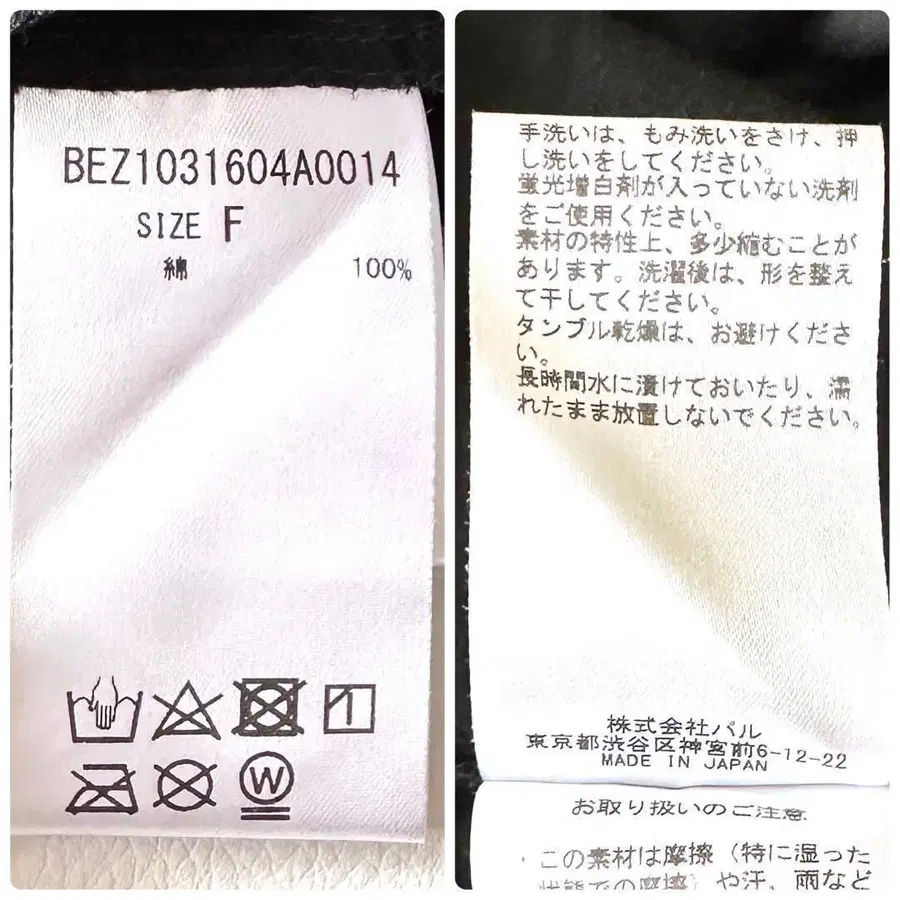 BEZ1031604A0014
SIZE F
綿 100%
W
手洗いは、もみ洗いをさけ、押
し洗いをしてください。
蛍光増白剤が入っていない洗剤
をご使用ください。
素材の特性上、多少縮むことが
あります。洗濯後は、形を整え
て干してください。
タンブル乾燥は、お避けくださ
い。
長時間水に漬けておいたり、濡
れたまま放置しないでください。
株式会社パル
東京都渋谷区神宮前6-12-22
MADE IN JAPAN
お取り扱いのご注意
この素材は摩擦（特に湿った
状態での摩擦）や汗、雨など